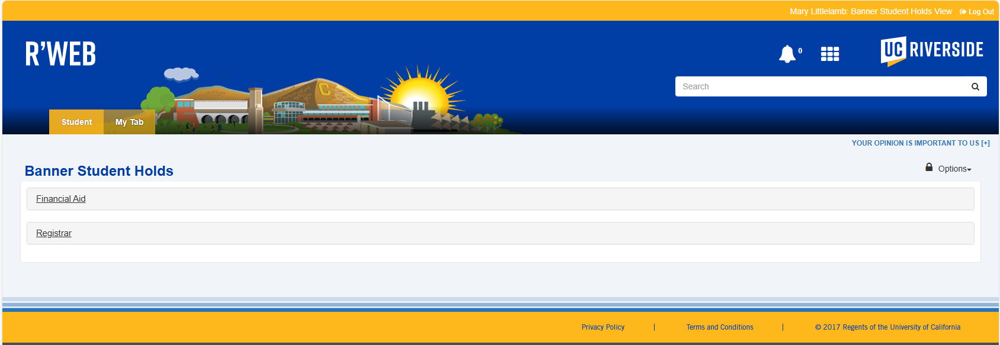 Mary Littlelamb: Banner Student Holds View Log Out
R'WEB
0
UC RIVERSIDE
Search
C
Student My Tab
YOUR OPINION IS IMPORTANT TO US [+]
Banner Student Holds
Options
Financial Aid
Registrar
Privacy Policy | Terms and Conditions | © 2017 Regents of the University of California